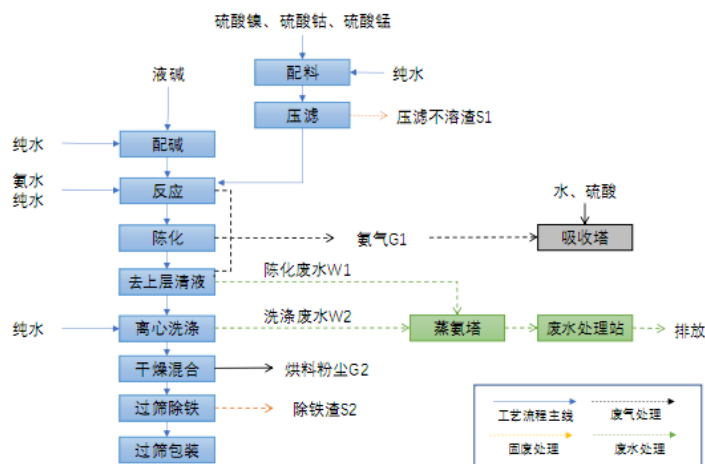 硫酸镍、硫酸钴、硫酸锰
液碱
配料
纯水
压滤
压滤不溶渣S1
纯水
配碱
氨水
纯水
反应
水、硫酸
陈化
氨气G1
吸收塔
去上层清液
陈化废水W1
纯水
离心洗涤
洗涤废水W2
蒸氨塔
废水处理站
排放
干燥混合
烘料粉尘G2
过筛除铁
除铁渣S2
过筛包装
工艺流程主线
废气处理
固废处理
废水处理